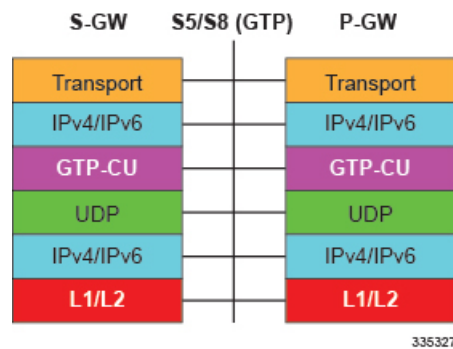 S-GW S5/S8 (GTP) P-GW
Transport Transport
IPv4/IPv6 IPv4/IPv6
GTP-CU GTP-CU
UDP UDP
IPv4/IPv6 IPv4/IPv6
L1/L2 L1/L2
335327